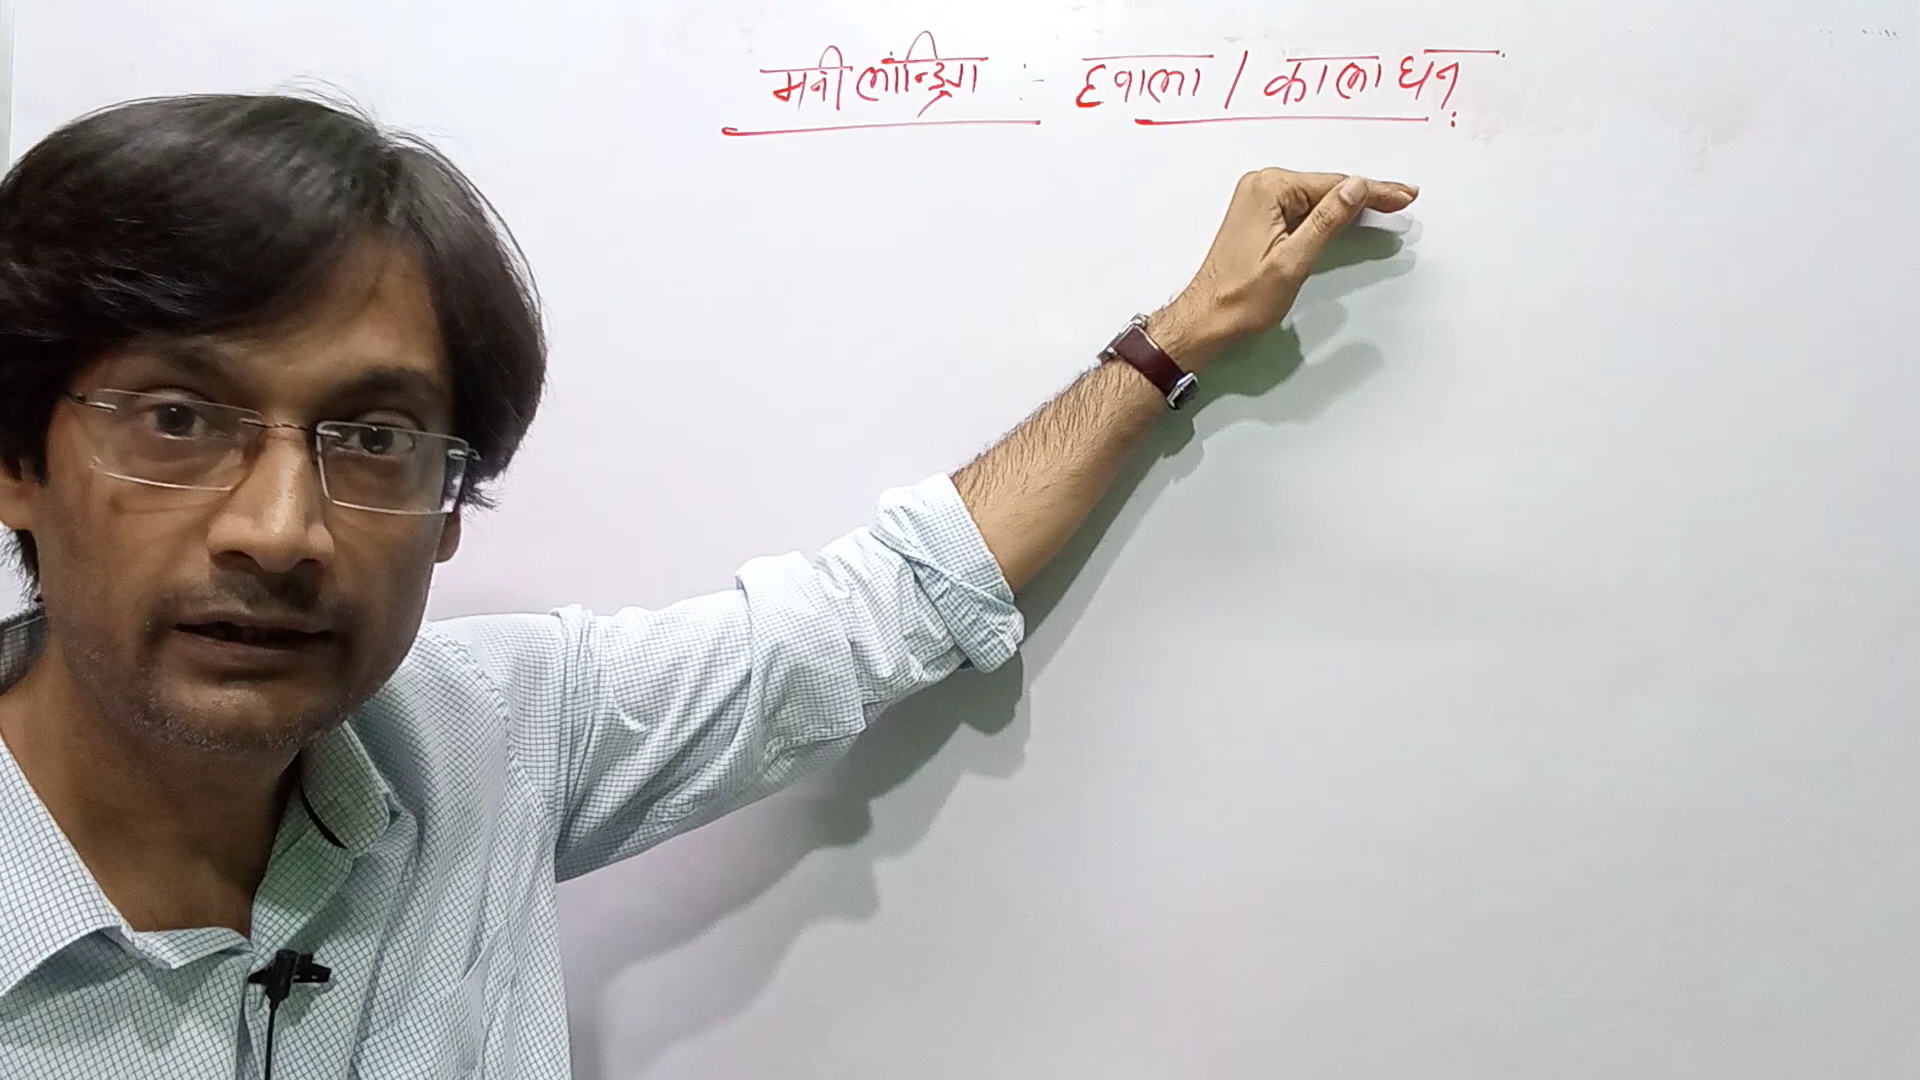 मनी लॉन्ड्रिंग :- हवाला / काला धन